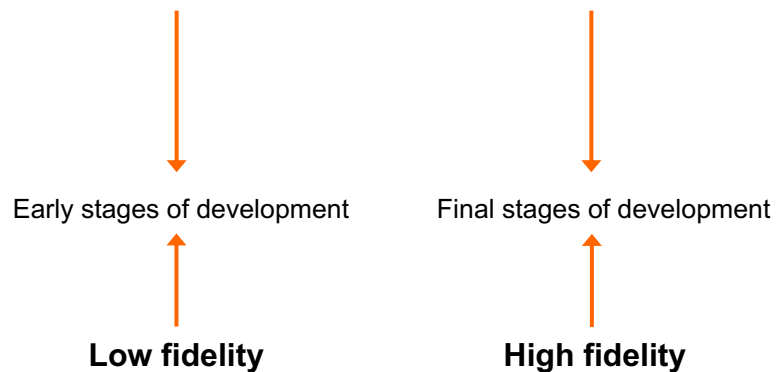 Early stages of development
Final stages of development
Low fidelity
High fidelity